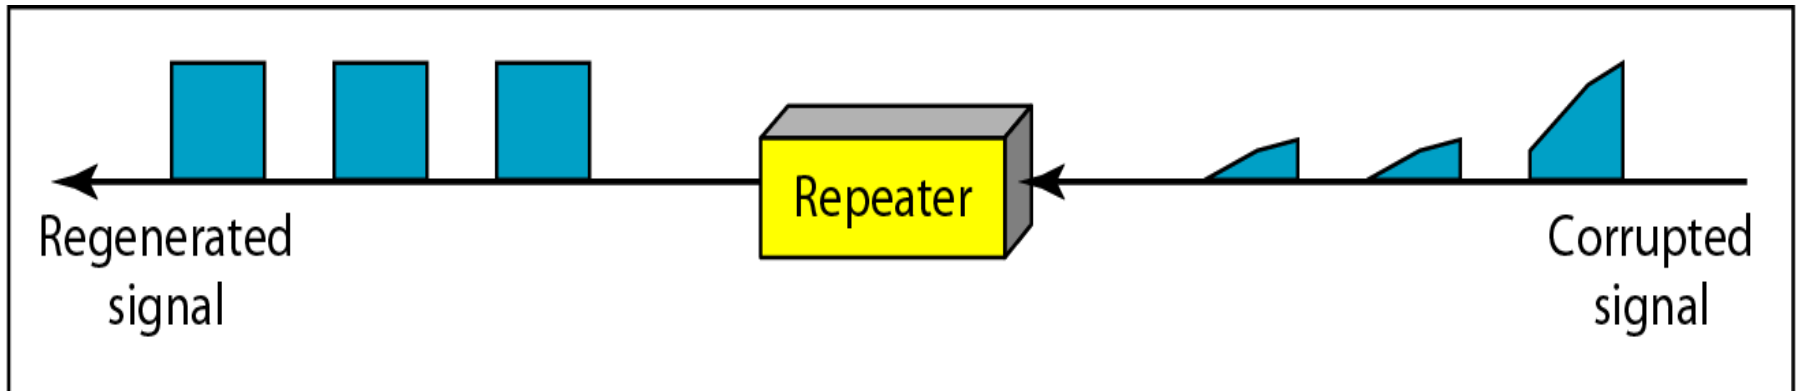 Repeater
Regenerated
signal
Corrupted
signal